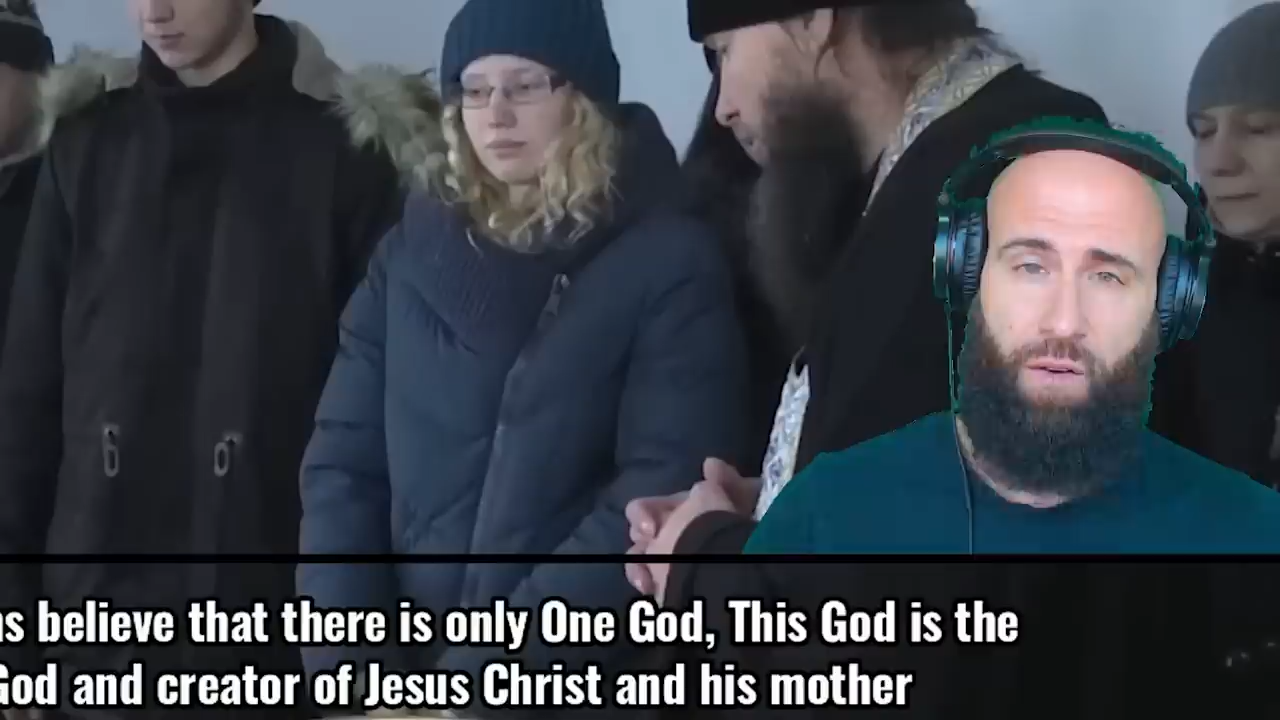 believe that there is only One God, This God is the
God and creator of Jesus Christ and his mother